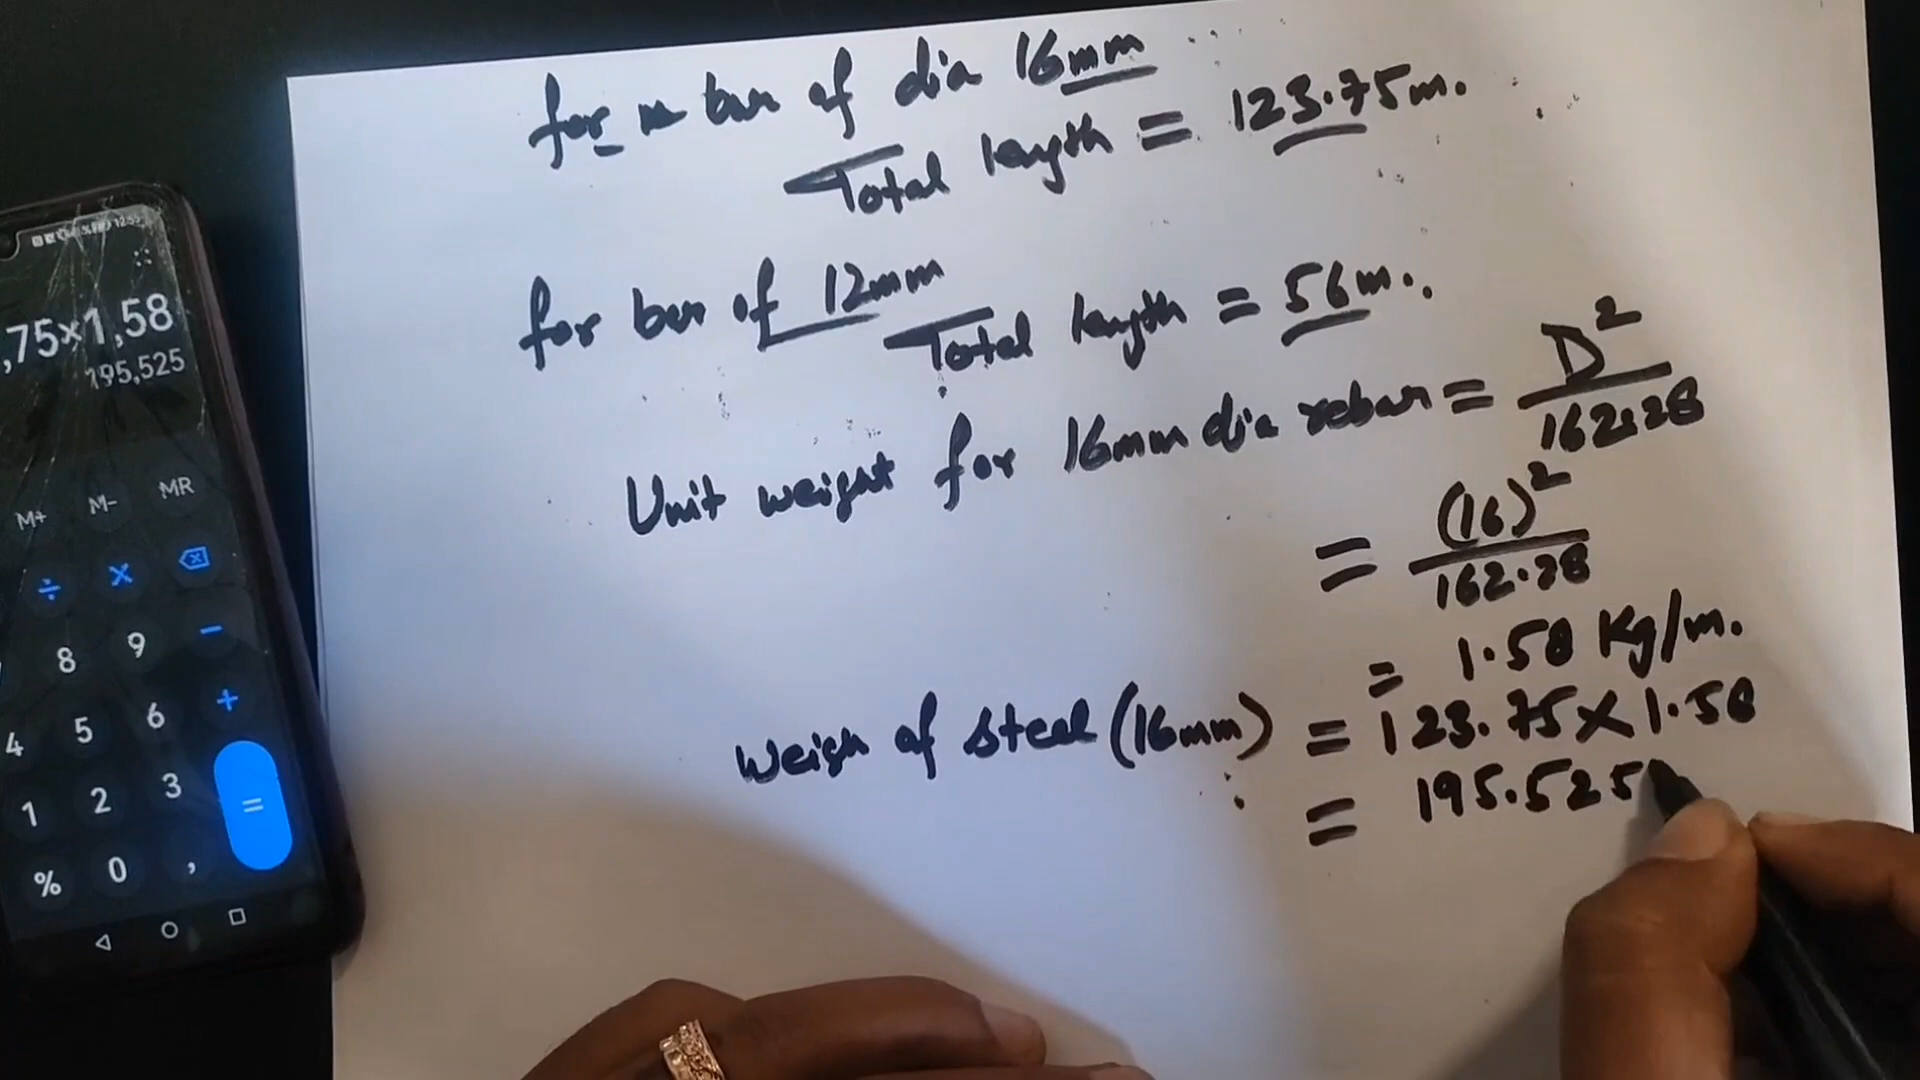 for bar of dia 16mm
Total length = 123.75m.
for bar of 12mm
Total length = 56m.
Unit weight for 16mm dia rebar = D²/162.28
= (16)²/162.28
= 1.58 Kg/m.
Weigh of steel (16mm) = 123.75 × 1.58
= 195.525
12:55
,75×1,58
195,525
M+ M- MR
÷ ×
8 9 −
4 5 6 +
1 2 3 =
% 0 ,